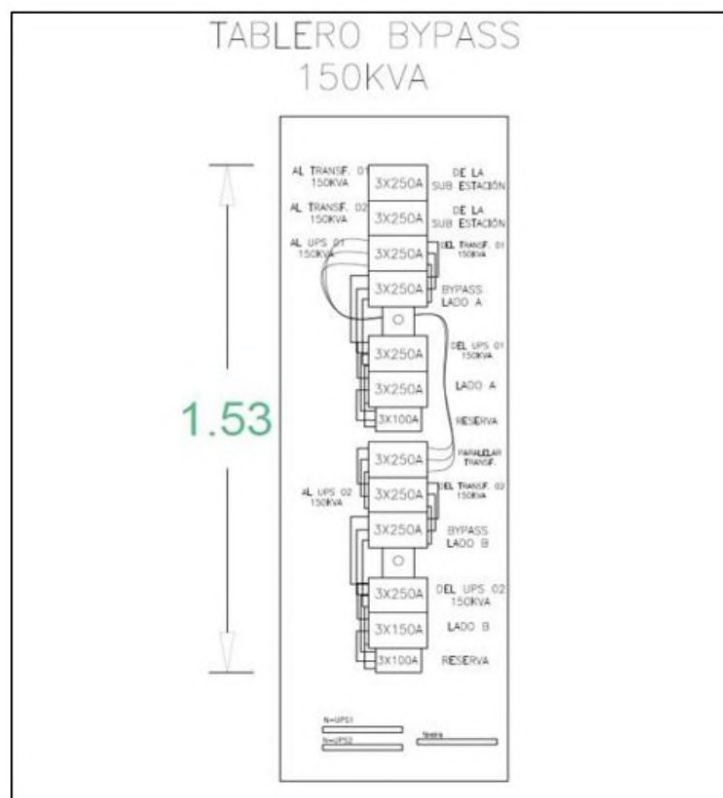 TABLERO BYPASS
150KVA
AL TRANSF. 01
150KVA
3X250A
DE LA
SUB ESTACIÓN
AL TRANSF. 02
150KVA
3X250A
DE LA
SUB ESTACIÓN
AL UPS 01
150KVA
3X250A
DEL TRANSF. 01
150KVA
3X250A
BYPASS
LADO A
3X250A
DEL UPS 01
150KVA
1.53
3X250A
LADO A
3X100A
RESERVA
3X250A
PARALELAR
TRANSF.
AL UPS 02
150KVA
3X250A
DEL TRANSF. 02
150KVA
3X250A
BYPASS
LADO B
3X250A
DEL UPS 02
150KVA
3X150A
LADO B
3X100A
RESERVA
N-UPS1
N-UPS2